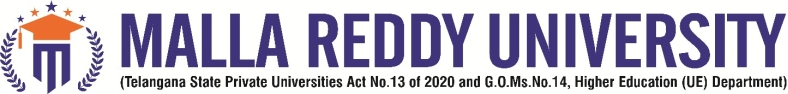 MALLA REDDY UNIVERSITY
(Telangana State Private Universities Act No.13 of 2020 and G.O.Ms.No.14, Higher Education (UE) Department)